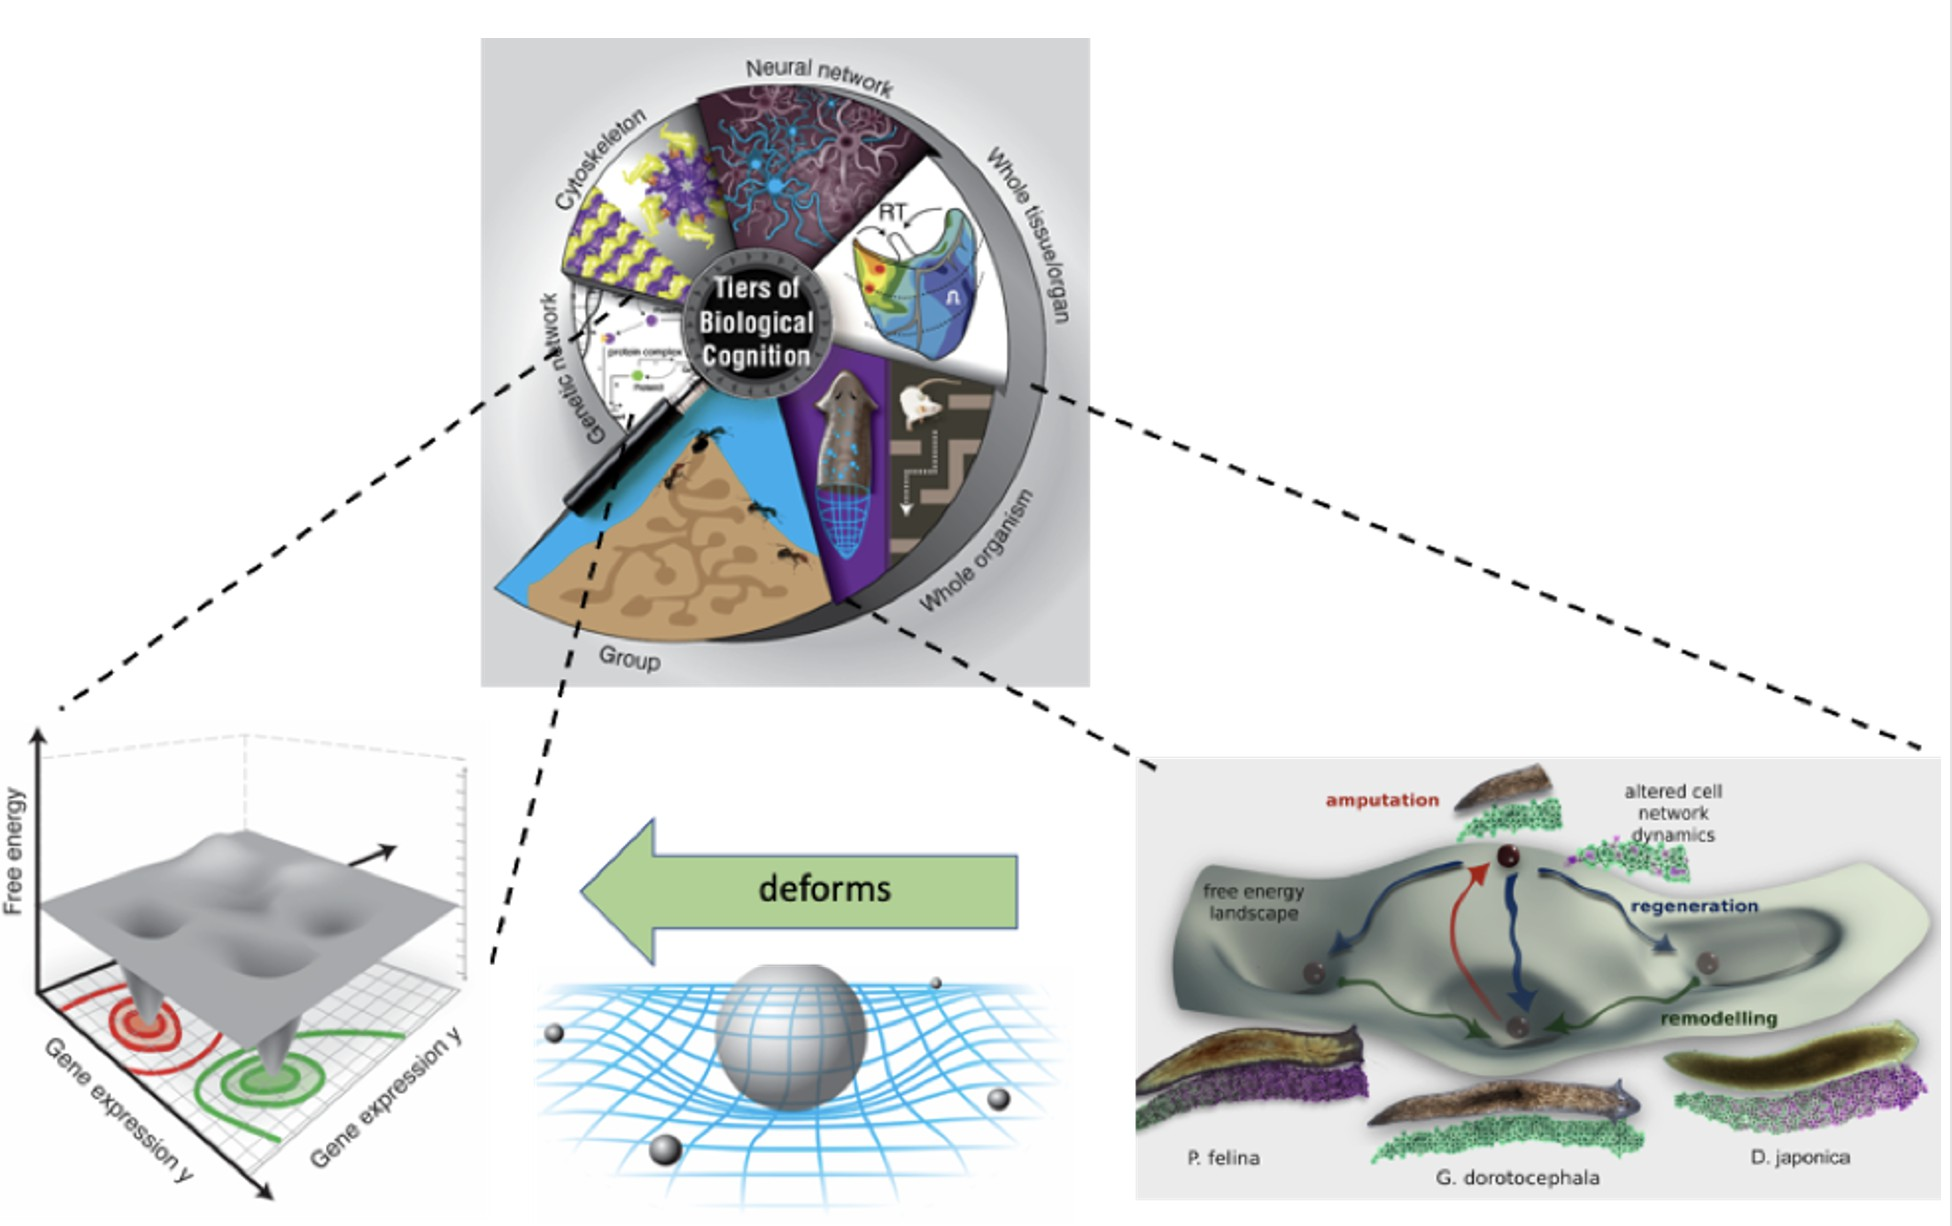 Neural network
Cytoskeleton
Whole tissue/organ
RT
Tiers of
Biological
Cognition
Genetic network
protein complex
Whole organism
Group
Free energy
Gene expression y
Gene expression y
deforms
amputation
altered cell
network
dynamics
free energy
landscape
regeneration
remodelling
P. felina
G. dorotocephala
D. japonica